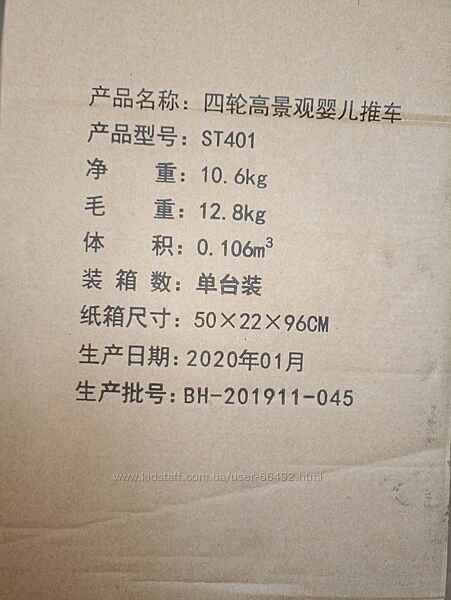 产品名称：四轮高景观婴儿推车
产品型号：ST401
净　　重：10.6kg
毛　　重：12.8kg
体　　积：0.106m³
装 箱 数：单台装
纸箱尺寸：50×22×96CM
生产日期：2020年01月
生产批号：BH-201911-045
www.kidstaff.com.ua/user-66492.html